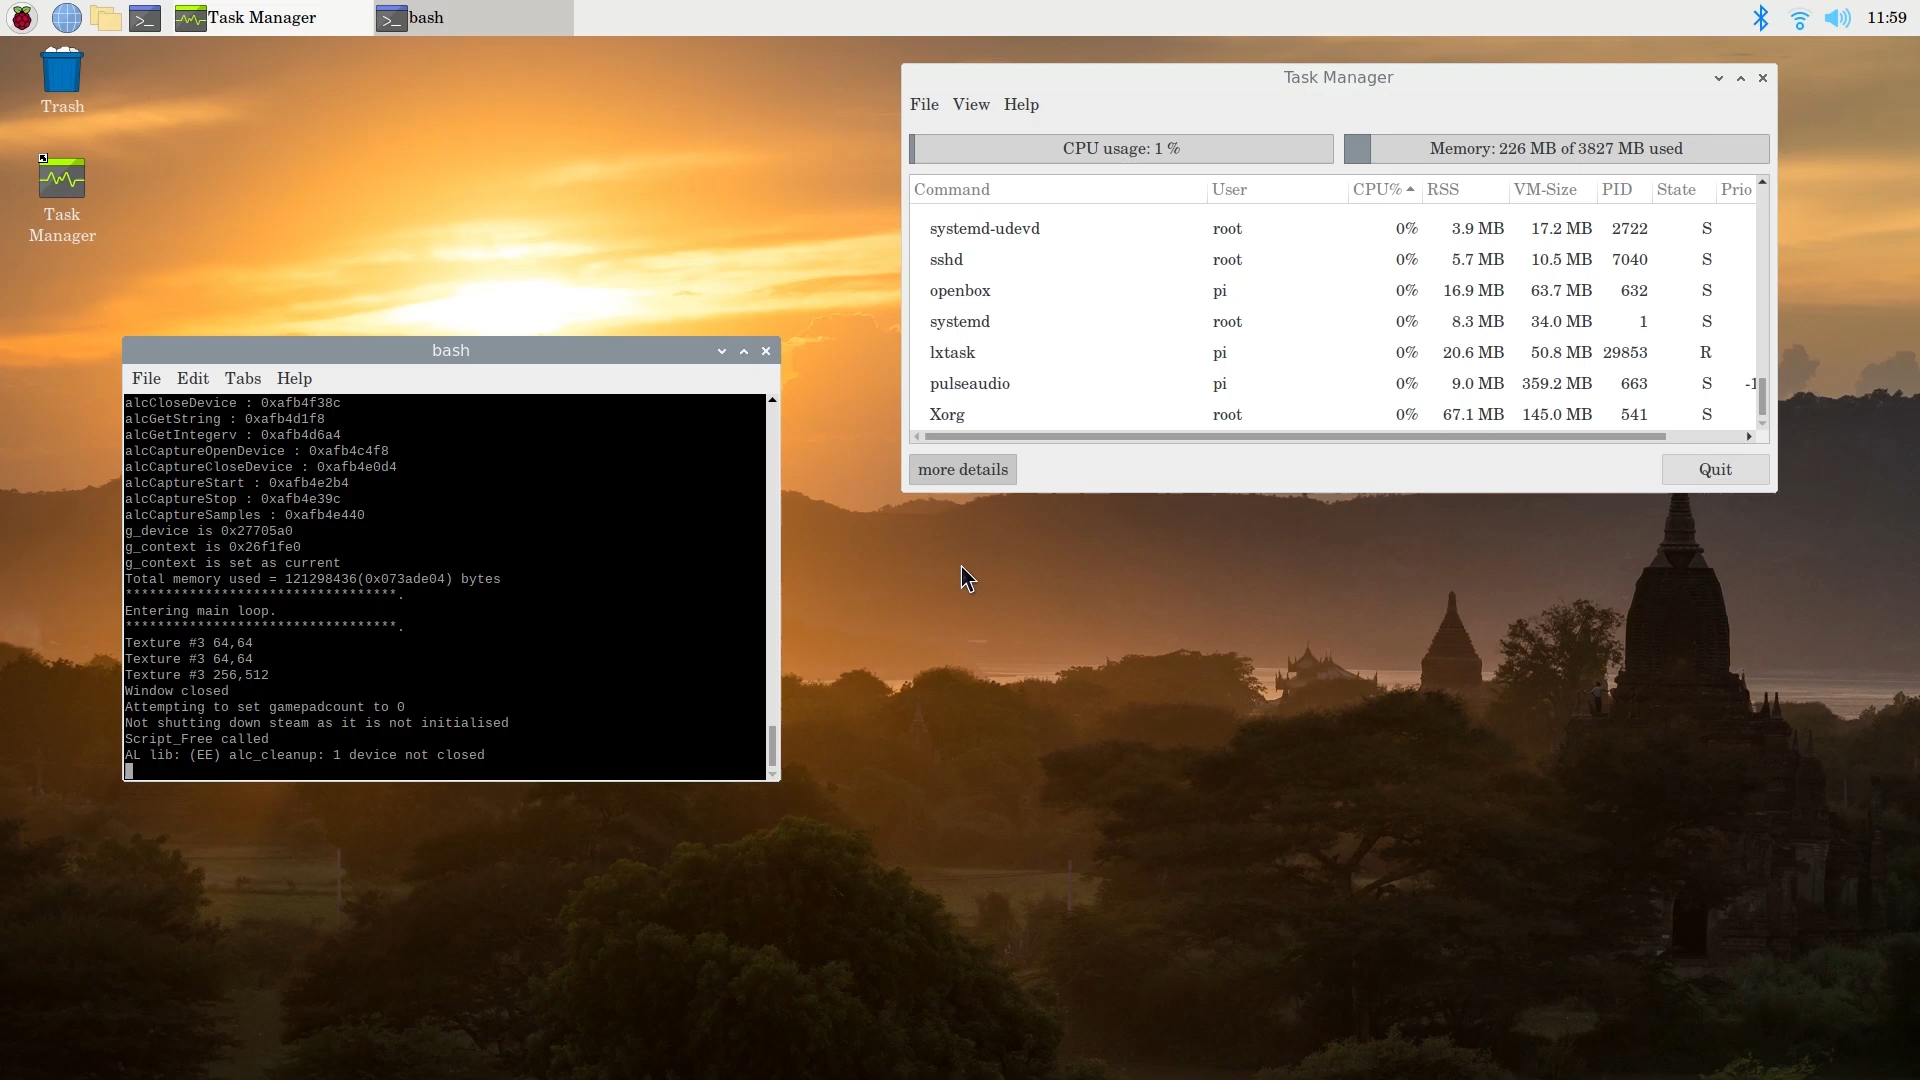 Task Manager
bash
11:59
Trash
Task
Manager
Task Manager
File View Help
CPU usage: 1 %
Memory: 226 MB of 3827 MB used
Command User CPU% RSS VM-Size PID State Prio
systemd-udevd root 0% 3.9 MB 17.2 MB 2722 S
sshd root 0% 5.7 MB 10.5 MB 7040 S
openbox pi 0% 16.9 MB 63.7 MB 632 S
systemd root 0% 8.3 MB 34.0 MB 1 S
lxtask pi 0% 20.6 MB 50.8 MB 29853 R
pulseaudio pi 0% 9.0 MB 359.2 MB 663 S -1
Xorg root 0% 67.1 MB 145.0 MB 541 S
more details
Quit
bash
File Edit Tabs Help
alcCloseDevice : 0xafb4f38c
alcGetString : 0xafb4d1f8
alcGetIntegerv : 0xafb4d6a4
alcCaptureOpenDevice : 0xafb4c4f8
alcCaptureCloseDevice : 0xafb4e0d4
alcCaptureStart : 0xafb4e2b4
alcCaptureStop : 0xafb4e39c
alcCaptureSamples : 0xafb4e440
g_device is 0x27705a0
g_context is 0x26f1fe0
g_context is set as current
Total memory used = 121298436(0x073ade04) bytes
**********************************.
Entering main loop.
**********************************.
Texture #3 64,64
Texture #3 64,64
Texture #3 256,512
Window closed
Attempting to set gamepadcount to 0
Not shutting down steam as it is not initialised
Script_Free called
AL lib: (EE) alc_cleanup: 1 device not closed